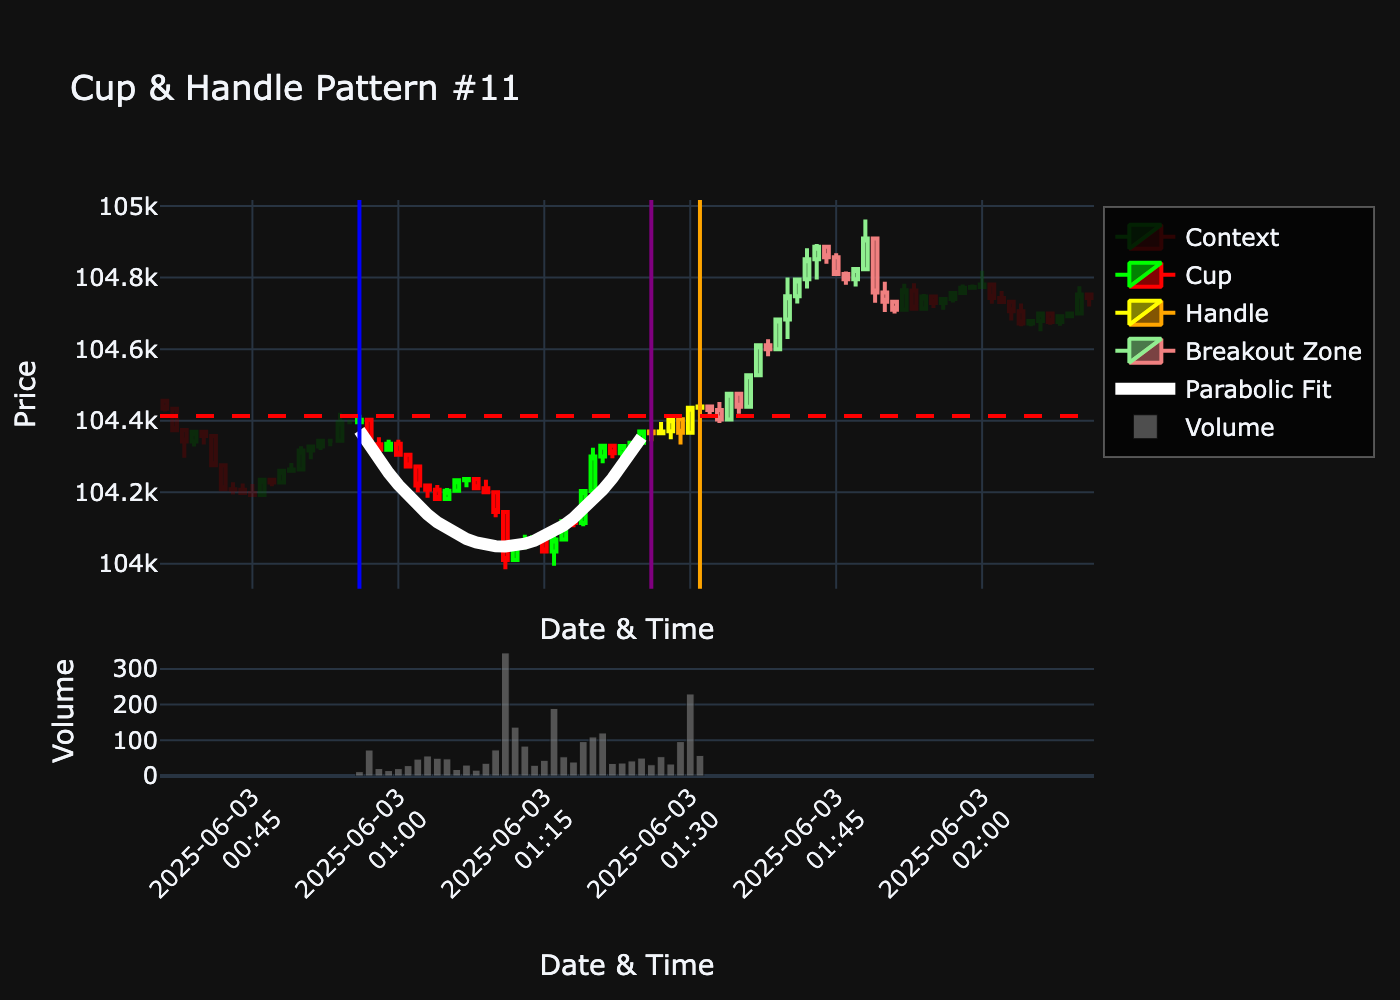 Cup & Handle Pattern #11
105k
104.8k
104.6k
104.4k
104.2k
104k
Price
Context
Cup
Handle
Breakout Zone
Parabolic Fit
Volume
Date & Time
300
200
100
0
Volume
2025-06-03
00:45
2025-06-03
01:00
2025-06-03
01:15
2025-06-03
01:30
2025-06-03
01:45
2025-06-03
02:00
Date & Time